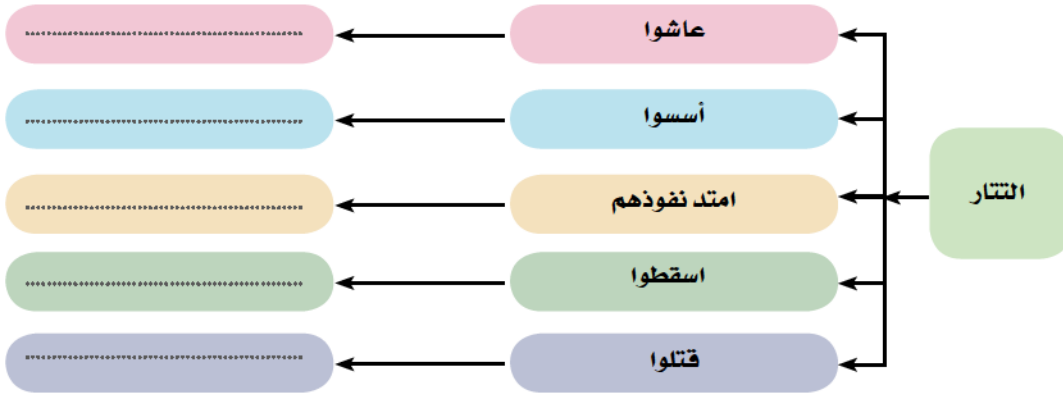 التتار
عاشوا
أسسوا
امتد نفوذهم
اسقطوا
قتلوا